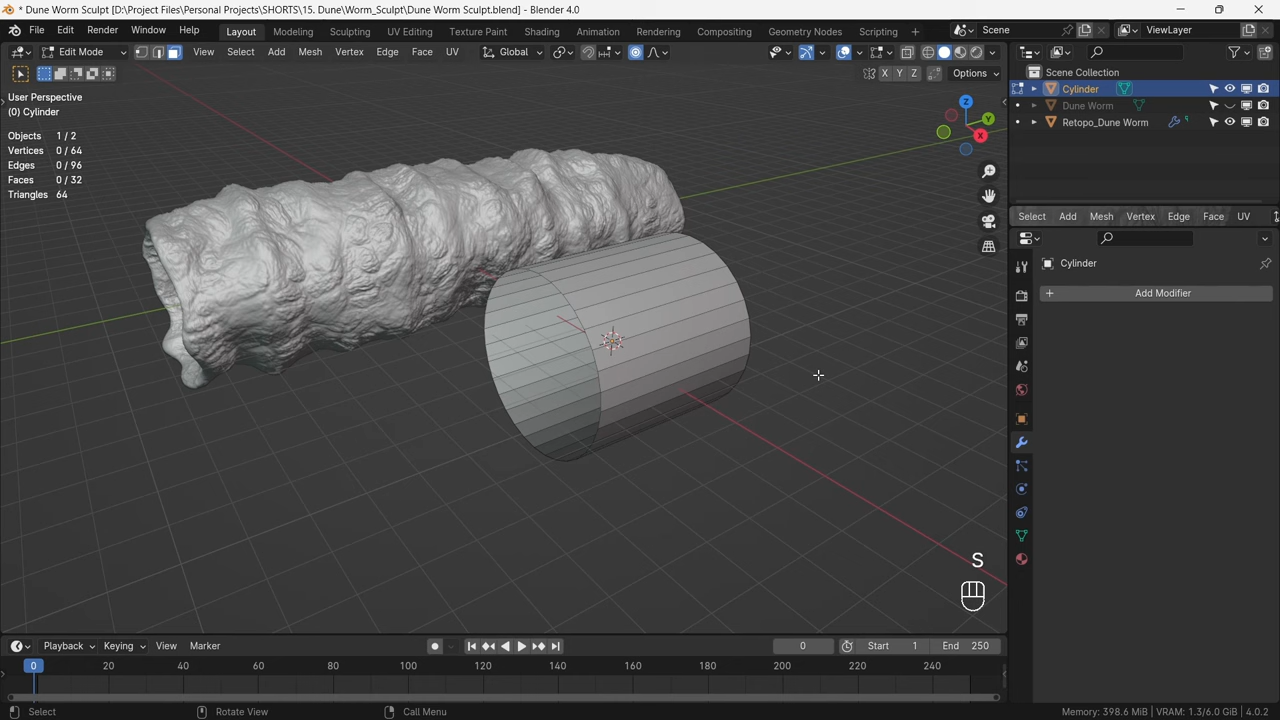 * Dune Worm Sculpt [D:\Project Files\Personal Projects\SHORTS\15. Dune\Worm_Sculpt\Dune Worm Sculpt.blend] - Blender 4.0
File Edit Render Window Help Layout Modeling Sculpting UV Editing Texture Paint Shading Animation Rendering Compositing Geometry Nodes Scripting + Scene ViewLayer
Edit Mode View Select Add Mesh Vertex Edge Face UV Global
X Y Z Options
User Perspective
(0) Cylinder
Objects 1 / 2
Vertices 0 / 64
Edges 0 / 96
Faces 0 / 32
Triangles 64
Z
Y
X
Scene Collection
Cylinder
Dune Worm
Retopo_Dune Worm
Select Add Mesh Vertex Edge Face UV
Cylinder
+ Add Modifier
S
Playback Keying View Marker 0 Start 1 End 250
0 20 40 60 80 100 120 140 160 180 200 220 240
Select Rotate View Call Menu Memory: 398.6 MiB | VRAM: 1.3/6.0 GiB | 4.0.2